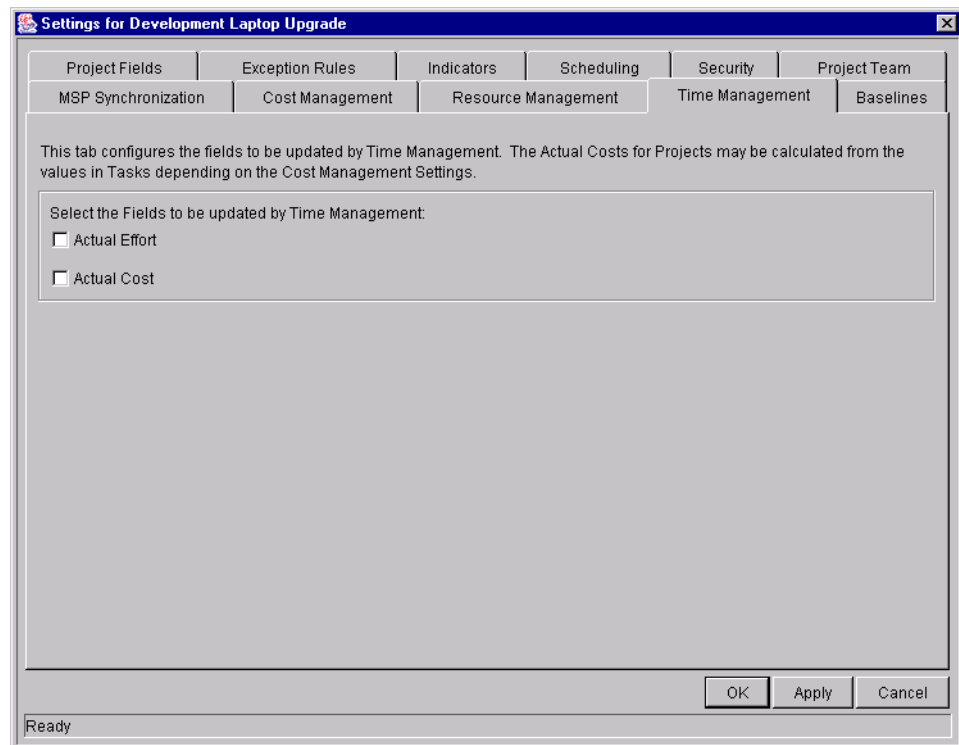 Settings for Development Laptop Upgrade
Project Fields Exception Rules Indicators Scheduling Security Project Team
MSP Synchronization Cost Management Resource Management Time Management Baselines
This tab configures the fields to be updated by Time Management. The Actual Costs for Projects may be calculated from the
values in Tasks depending on the Cost Management Settings.
Select the Fields to be updated by Time Management:
Actual Effort
Actual Cost
OK Apply Cancel
Ready